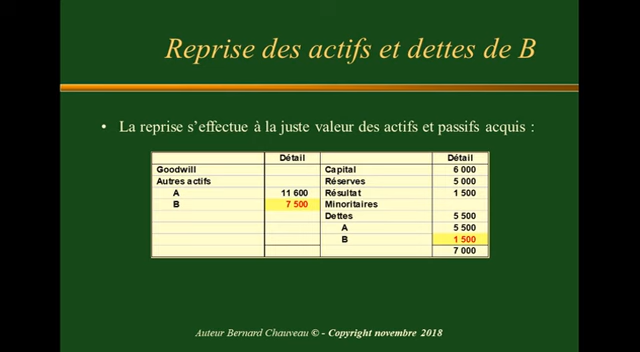 Reprise des actifs et dettes de B
• La reprise s'effectue à la juste valeur des actifs et passifs acquis :
Détail Détail
Goodwill Capital 6 000
Autres actifs Réserves 5 000
A 11 600 Résultat 1 500
B 7 500 Minoritaires
Dettes 5 500
A 5 500
B 1 500
7 000
Auteur Bernard Chauveau © - Copyright novembre 2018